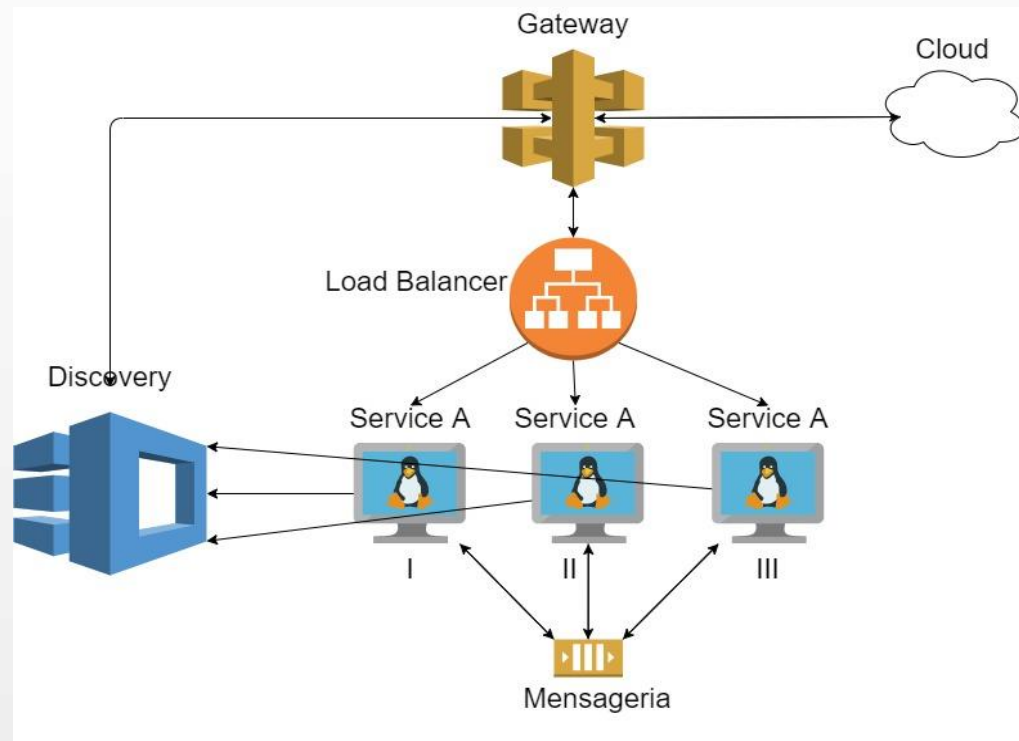 Gateway
Cloud
Load Balancer
Discovery
Service A
Service A
Service A
I
II
III
Mensageria